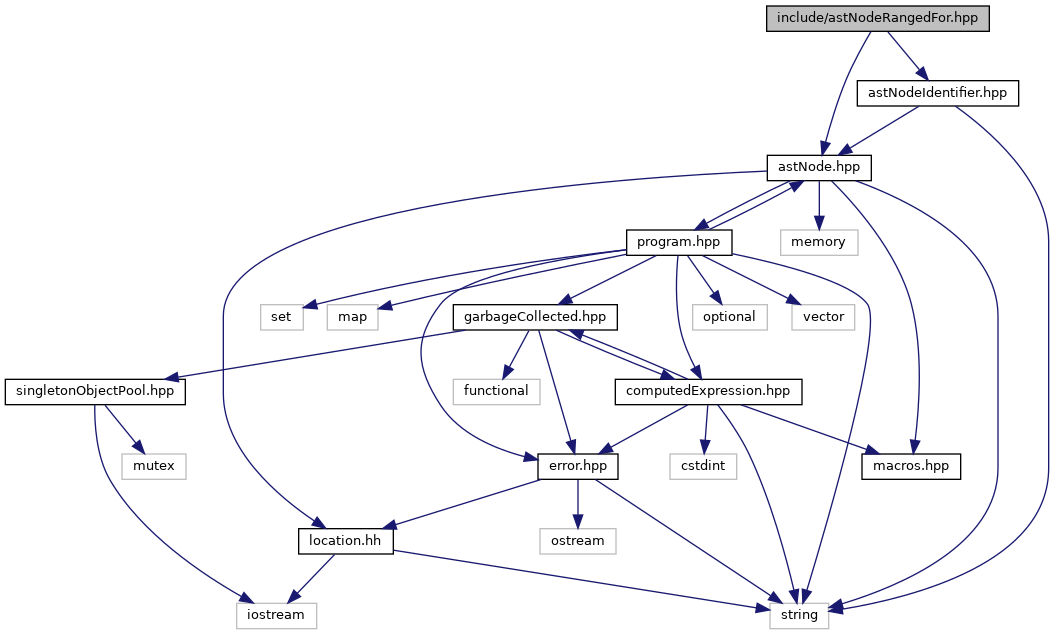 include/astNodeRangedFor.hpp
astNodeIdentifier.hpp
astNode.hpp
program.hpp
memory
set
map
garbageCollected.hpp
optional
vector
singletonObjectPool.hpp
functional
computedExpression.hpp
mutex
error.hpp
cstdint
macros.hpp
location.hh
ostream
iostream
string